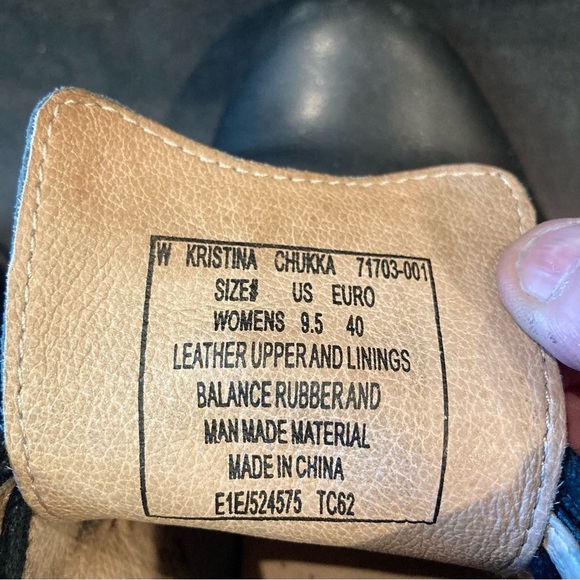 W KRISTINA CHUKKA 71703-001
SIZE# US EURO
WOMENS 9.5 40
LEATHER UPPER AND LININGS
BALANCE RUBBER AND
MAN MADE MATERIAL
MADE IN CHINA
E1E/524575 TC62